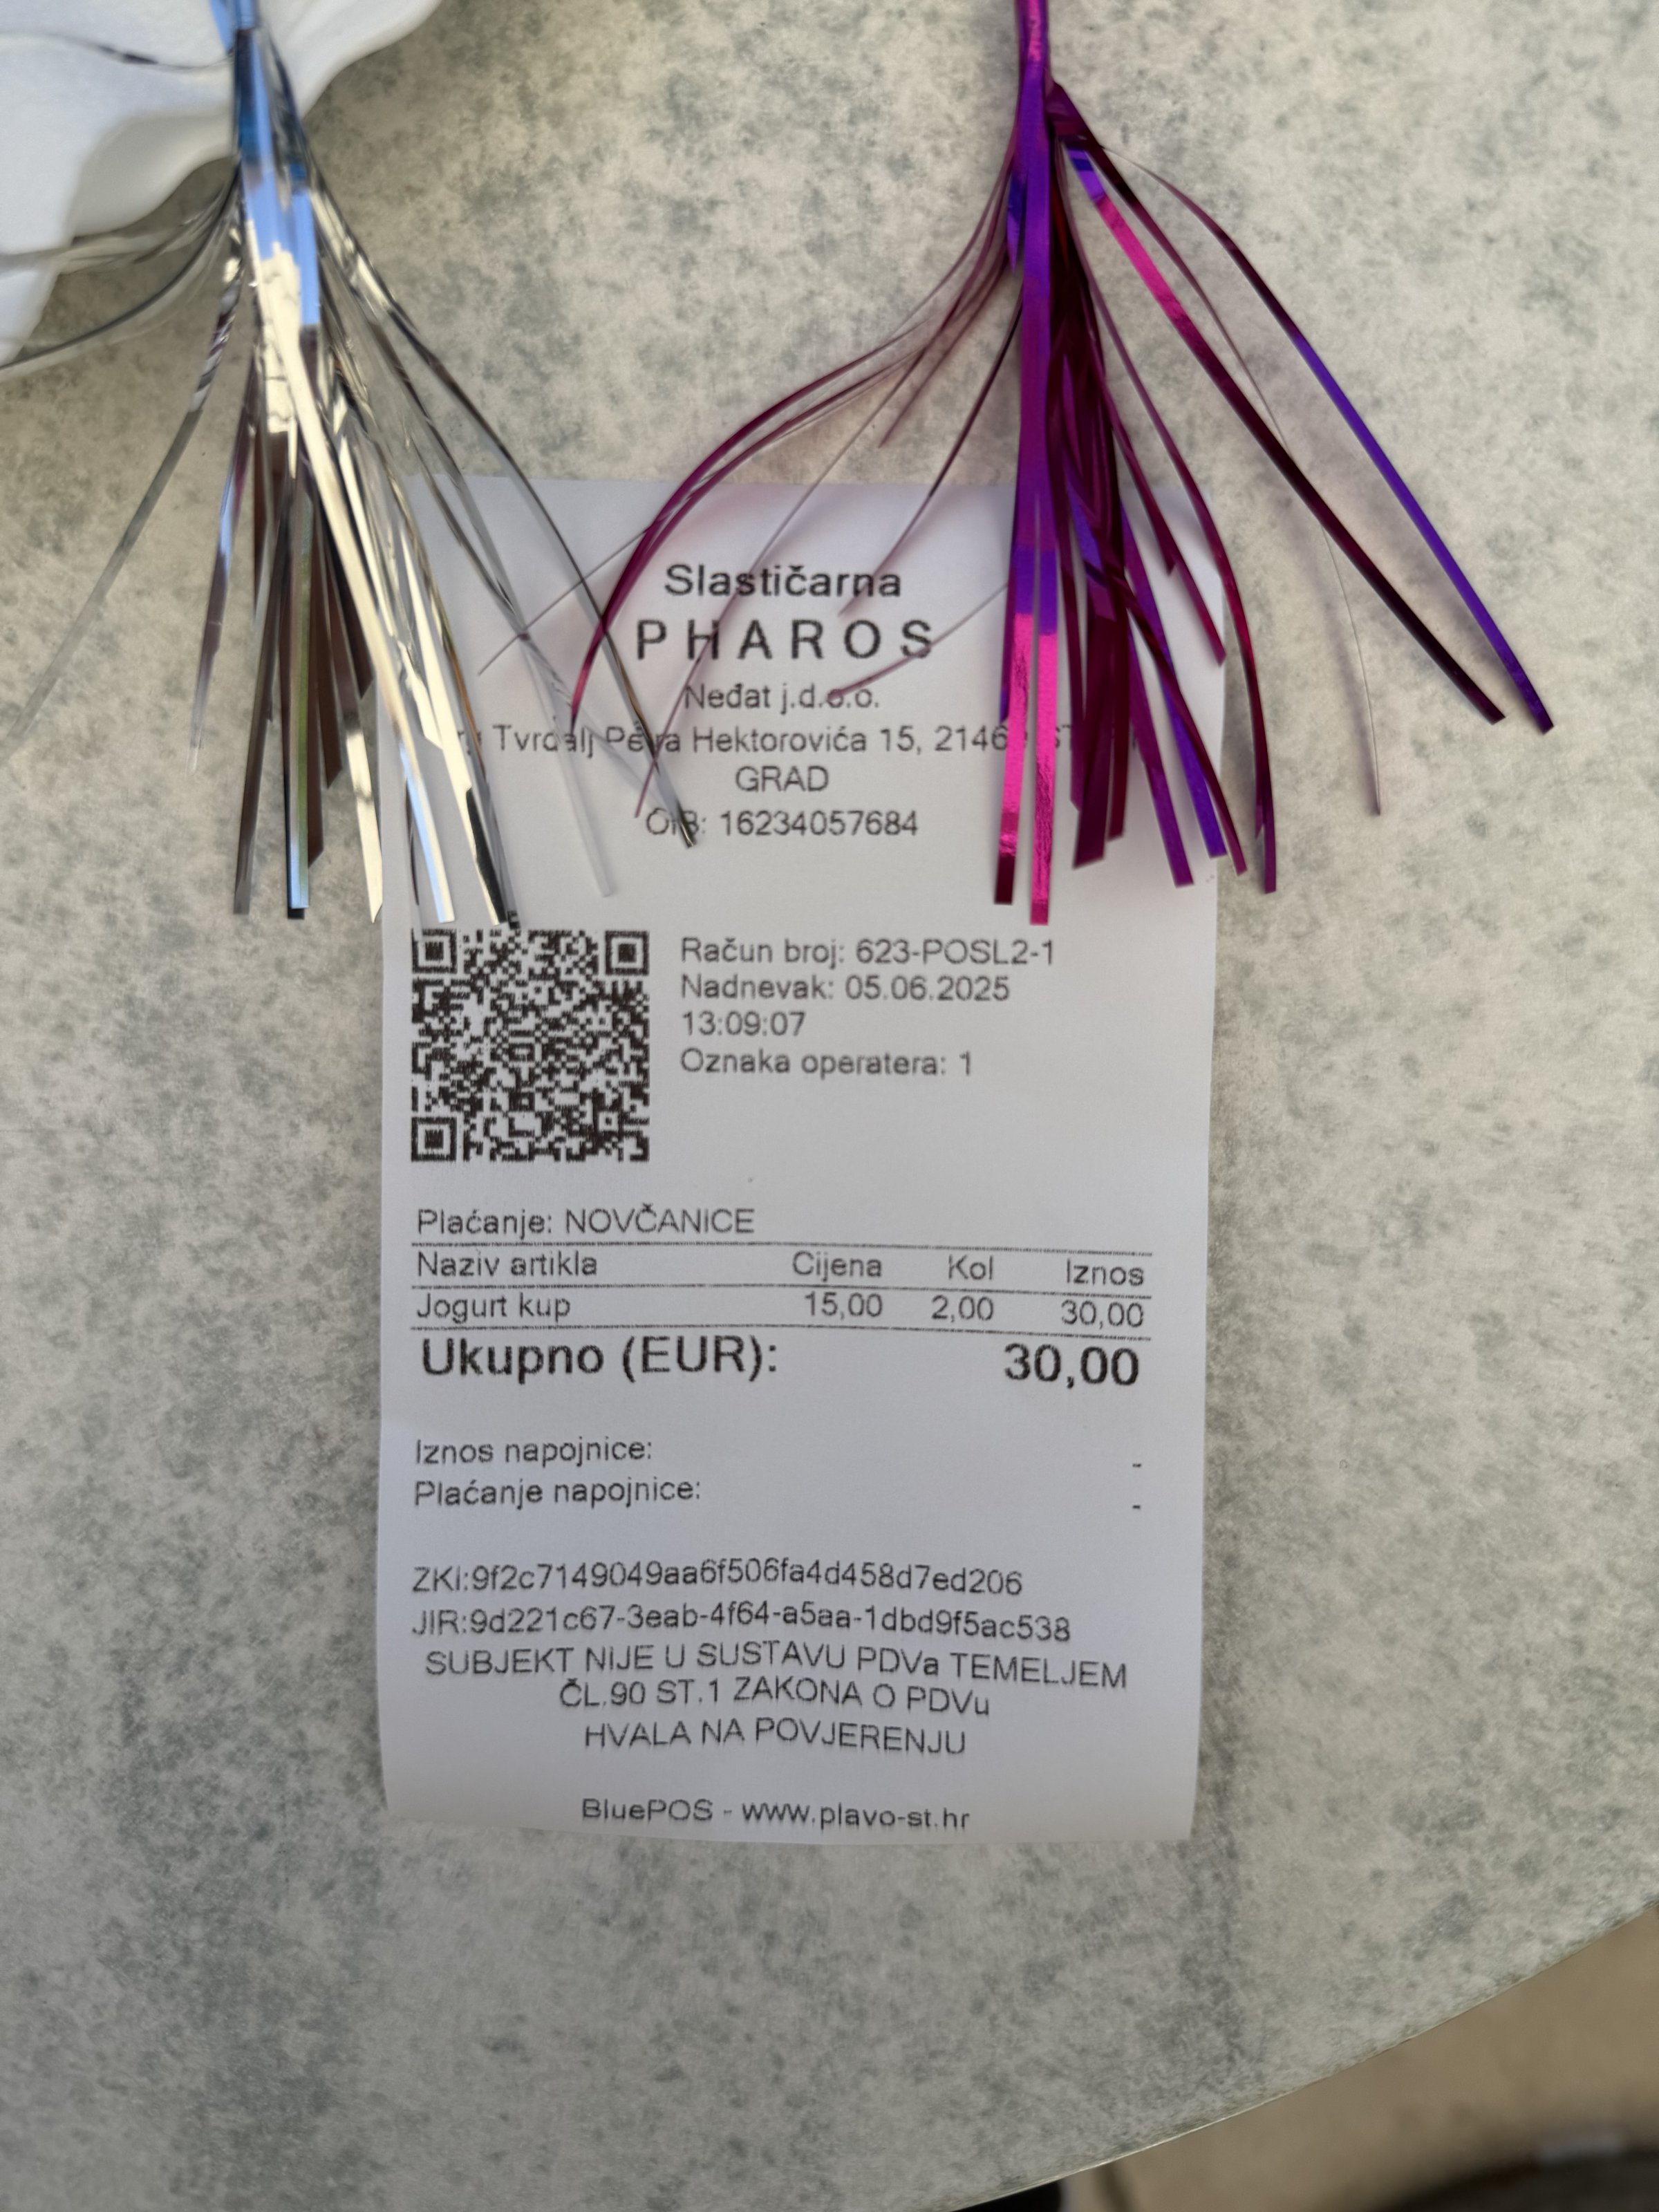 Slastičarna
PHAROS
Neđat j.d.o.o.
Tvrdalj Petra Hektorovića 15,
GRAD
OIB: 16234057684
Račun broj: 623-POSL2-1
Nadnevak: 05.06.2025
13:09:07
Oznaka operatera: 1
Plaćanje: NOVČANICE
Naziv artikla Cijena Kol Iznos
Jogurt kup 15,00 2,00 30,00
Ukupno (EUR): 30,00
Iznos napojnice: -
Plaćanje napojnice: -
ZKI:9f2c7149049aa6f506fa4d458d7ed206
JIR:9d221c67-3eab-4f64-a5aa-1dbd9f5ac538
SUBJEKT NIJE U SUSTAVU PDVa TEMELJEM
ČL.90 ST.1 ZAKONA O PDVu
HVALA NA POVJERENJU
BluePOS - www.plavo-st.hr